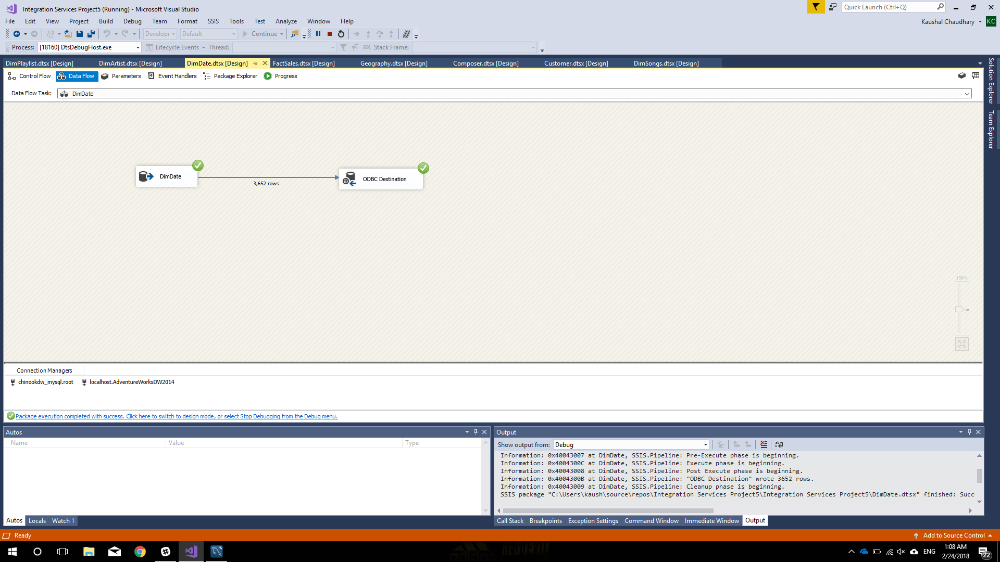 Integration Services Project5 (Running) - Microsoft Visual Studio
Quick Launch (Ctrl+Q)
File Edit View Project Build Debug Team Format SSIS Tools Test Analyze Window Help
Kaushal Chaudhary KC
Developi Default Continue
Process: [18160] DtsDebugHost.exe Lifecycle Events Thread: Stack Frame:
DimPlaylist.dtsx [Design] DimArtist.dtsx [Design] DimDate.dtsx [Design] FactSales.dtsx [Design] Geography.dtsx [Design] Composer.dtsx [Design] Customer.dtsx [Design] DimSongs.dtsx [Design]
Control Flow Data Flow Parameters Event Handlers Package Explorer Progress
Data Flow Task: DimDate
Solution Explorer
Team Explorer
DimDate
3,652 rows
ODBC Destination
100%
Connection Managers
chinookdw_mysql.root localhost.AdventureWorksDW2014
Package execution completed with success. Click here to switch to design mode, or select Stop Debugging from the Debug menu.
Autos
Name Value Type
Autos Locals Watch 1
Output
Show output from: Debug
Information: 0x40043007 at DimDate, SSIS.Pipeline: Pre-Execute phase is beginning.
Information: 0x4004300C at DimDate, SSIS.Pipeline: Execute phase is beginning.
Information: 0x40043008 at DimDate, SSIS.Pipeline: Post Execute phase is beginning.
Information: 0x4004300B at DimDate, SSIS.Pipeline: "ODBC Destination" wrote 3652 rows.
Information: 0x40043009 at DimDate, SSIS.Pipeline: Cleanup phase is beginning.
SSIS package "C:\Users\kaush\source\repos\Integration Services Project5\Integration Services Project5\DimDate.dtsx" finished: Succ
Call Stack Breakpoints Exception Settings Command Window Immediate Window Output
Ready
Add to Source Control
adidas
ENG
1:08 AM
2/24/2018
22